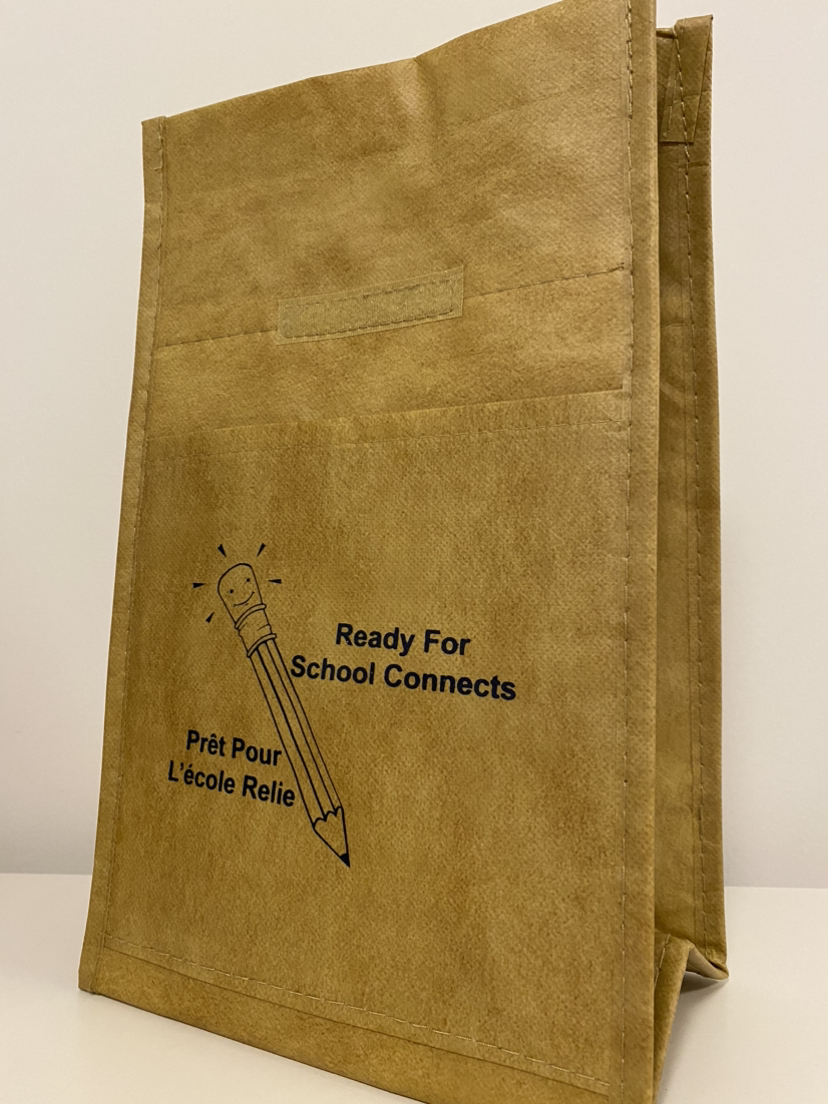 Ready For
School Connects
Prêt Pour
L'école Relie